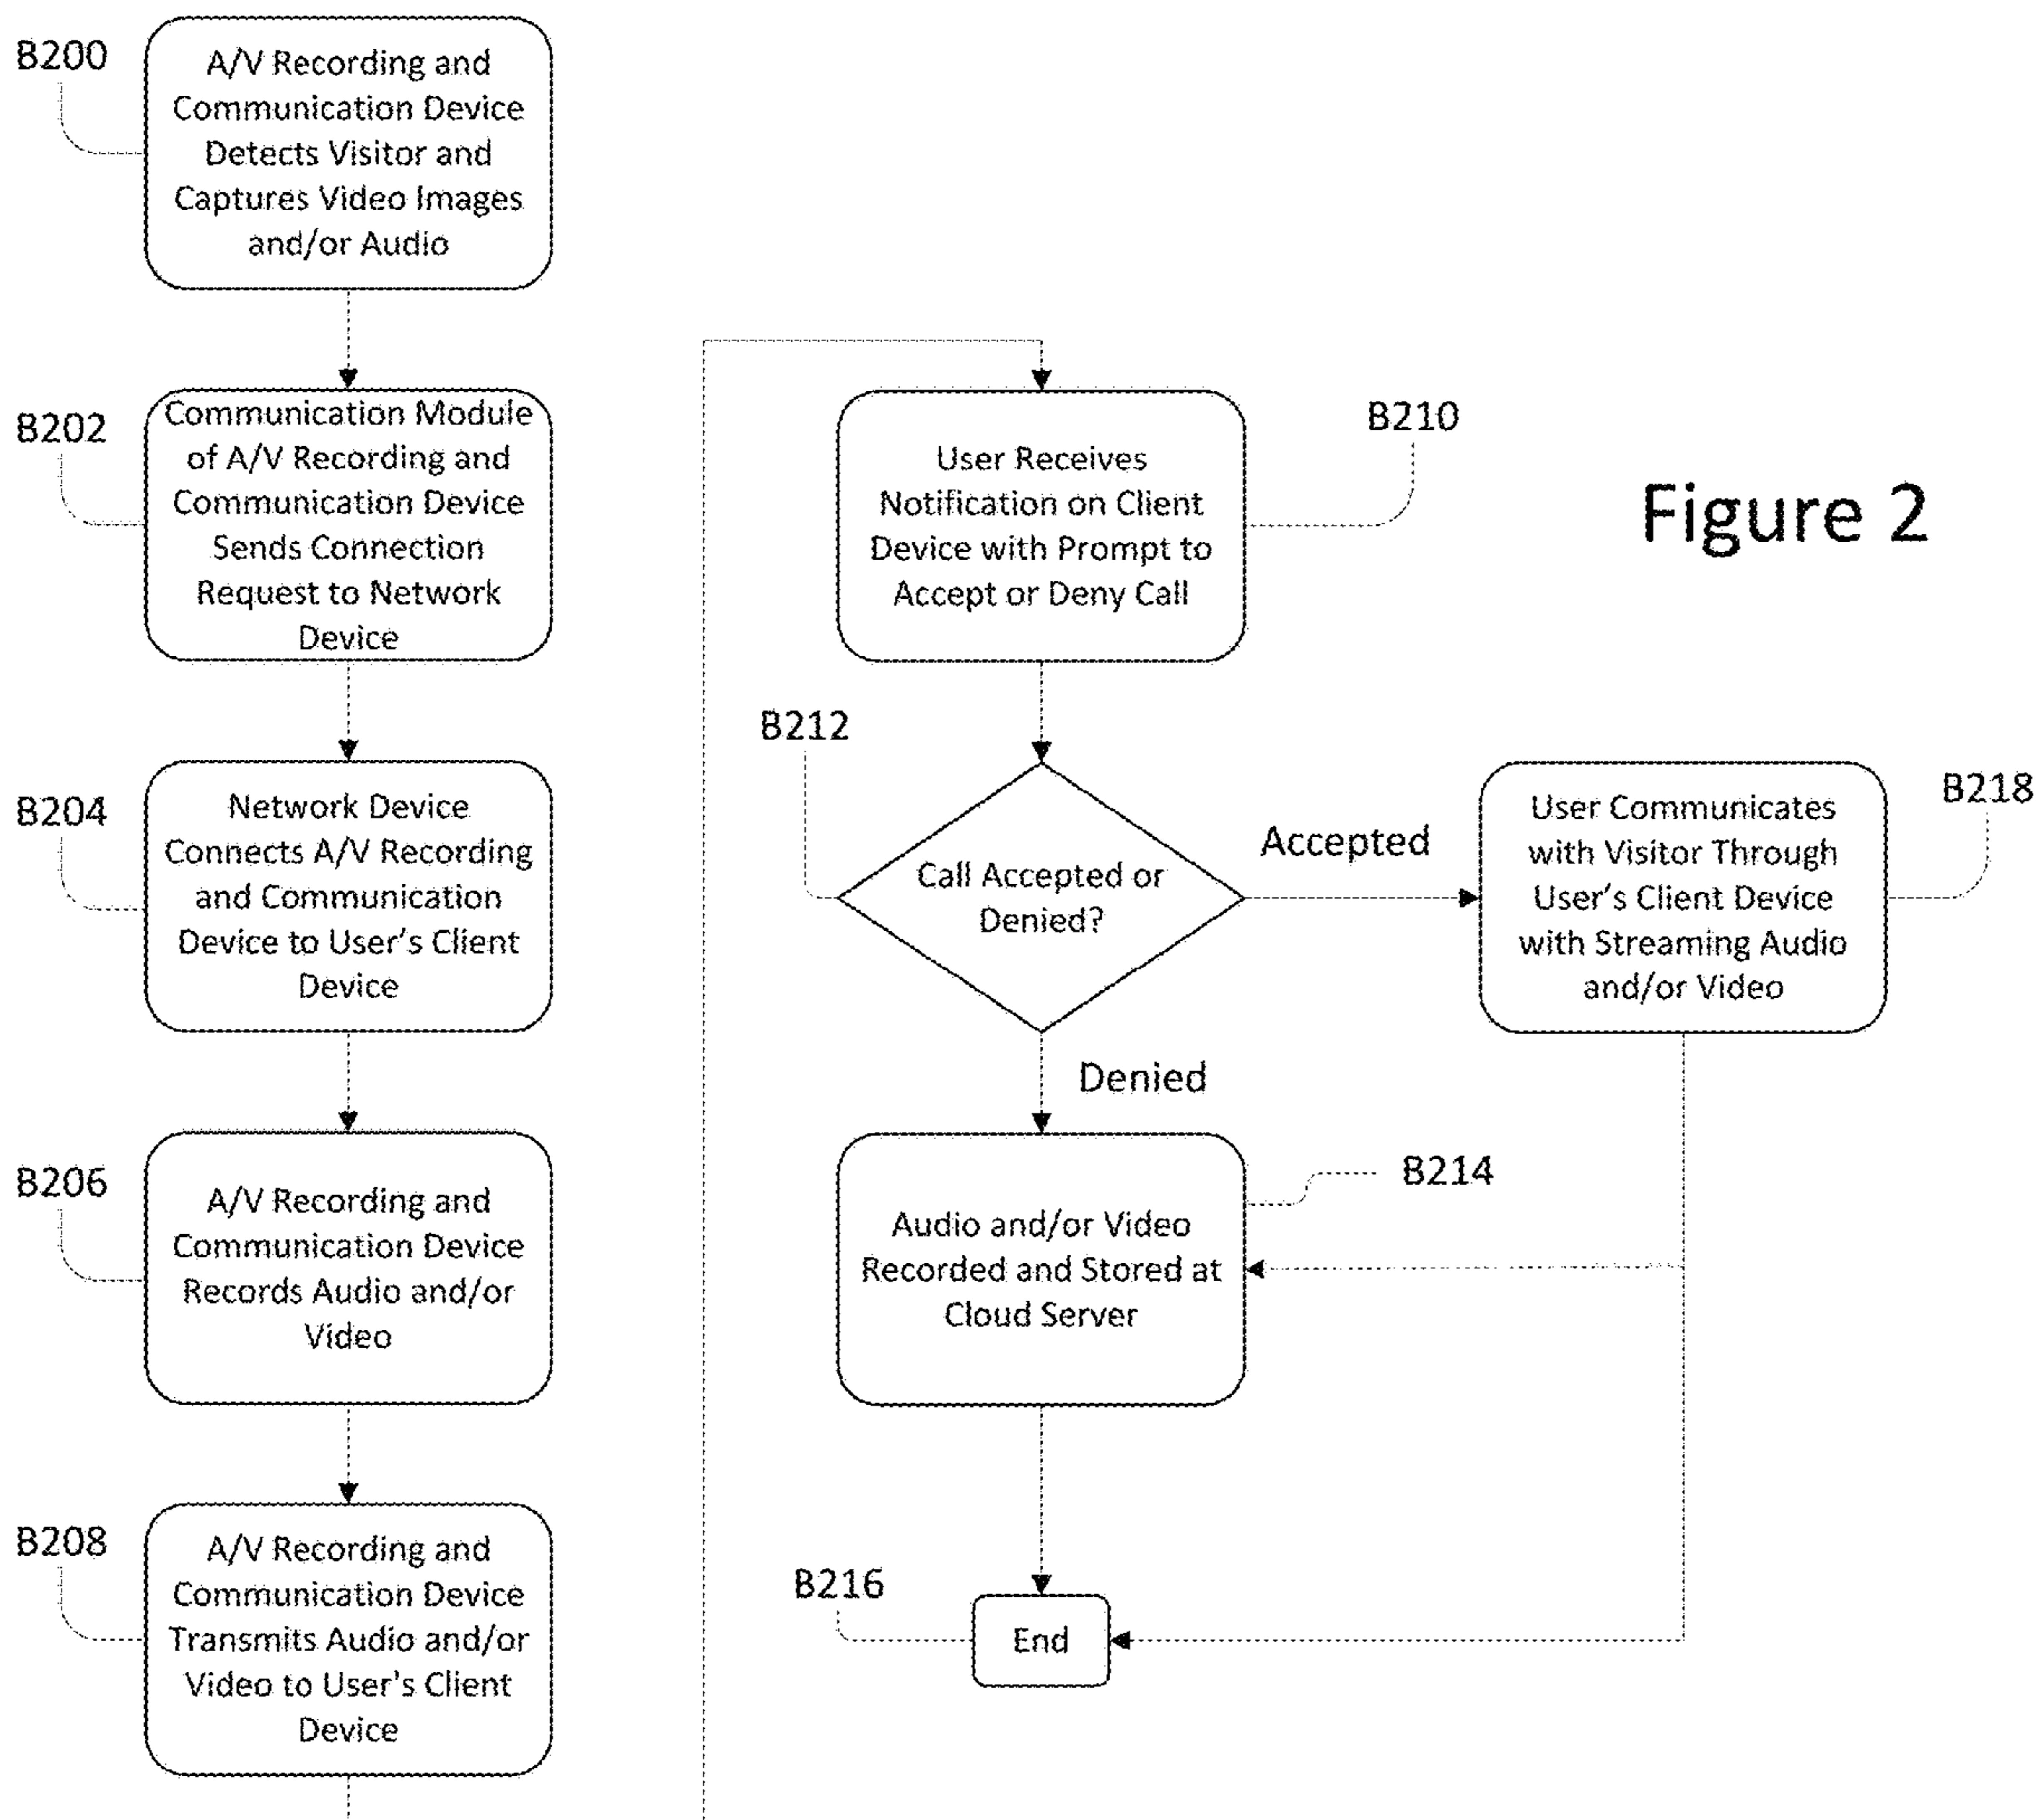 B200
A/V Recording and
Communication Device
Detects Visitor and
Captures Video Images
and/or Audio
B202
Communication Module
of A/V Recording and
Communication Device
Sends Connection
Request to Network
Device
B204
Network Device
Connects A/V Recording
and Communication
Device to User's Client
Device
B206
A/V Recording and
Communication Device
Records Audio and/or
Video
B208
A/V Recording and
Communication Device
Transmits Audio and/or
Video to User's Client
Device
B210
User Receives
Notification on Client
Device with Prompt to
Accept or Deny Call
Figure 2
B212
Call Accepted or
Denied?
Accepted
B218
User Communicates
with Visitor Through
User's Client Device
with Streaming Audio
and/or Video
Denied
B214
Audio and/or Video
Recorded and Stored at
Cloud Server
B216
End